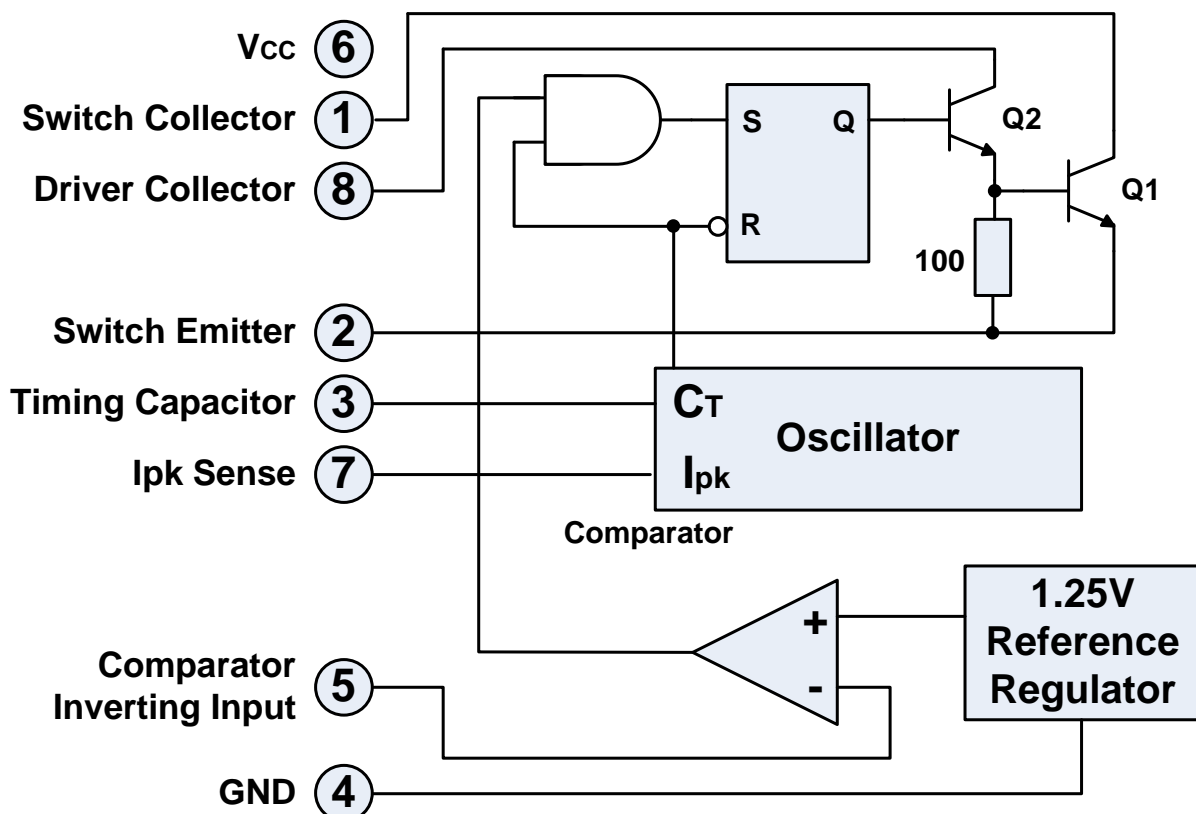 VCC 6
Switch Collector 1
Driver Collector 8
S Q
R
Q2
Q1
100
Switch Emitter 2
Timing Capacitor 3
CT
Oscillator
Ipk Sense 7
Ipk
Comparator
+
-
1.25V
Reference
Regulator
Comparator
Inverting Input 5
GND 4